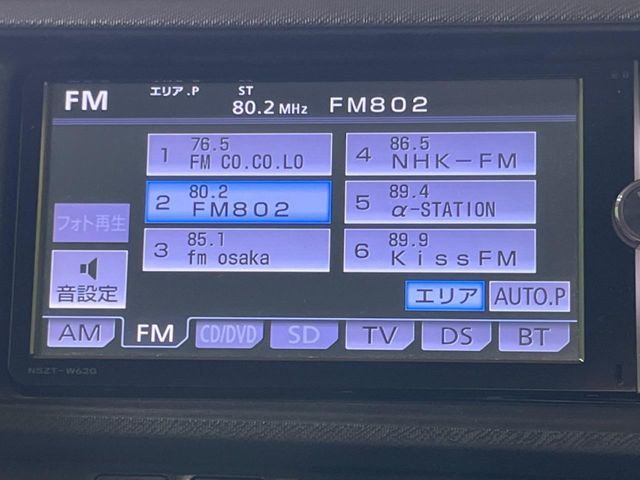 FM エリア.P ST 80.2 MHz FM802
1 76.5 FM CO.CO.LO
4 86.5 NHK-FM
2 80.2 FM802
5 89.4 α-STATION
フォト再生
3 85.1 fm osaka
6 89.9 KissFM
音設定
エリア AUTO.P
AM FM CD/DVD SD TV DS BT
NSZT-W62G